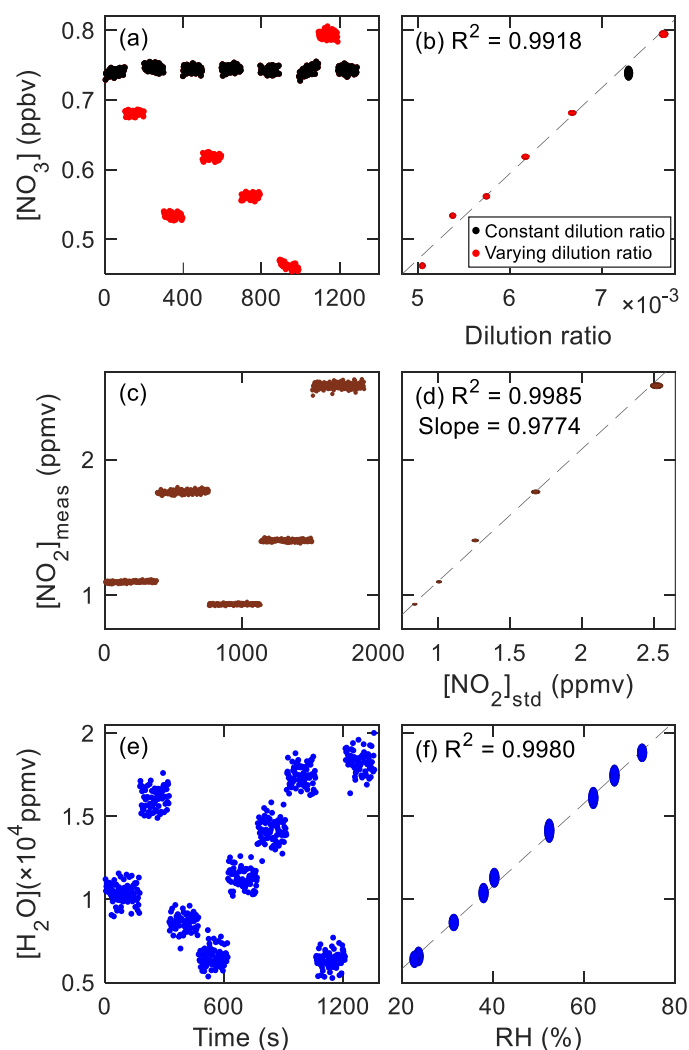 (a)
(b) R² = 0.9918
0.8
0.7
0.6
0.5
[NO₃] (ppbv)
0 400 800 1200
Constant dilution ratio
Varying dilution ratio
5 6 7
×10⁻³
Dilution ratio
(c)
(d) R² = 0.9985
Slope = 0.9774
2
1
[NO₂]meas (ppmv)
0 1000 2000
1 1.5 2 2.5
[NO₂]std (ppmv)
(e)
(f) R² = 0.9980
2
1.5
1
0.5
[H₂O](×10⁴ppmv)
0 600 1200
20 40 60 80
Time (s)
RH (%)